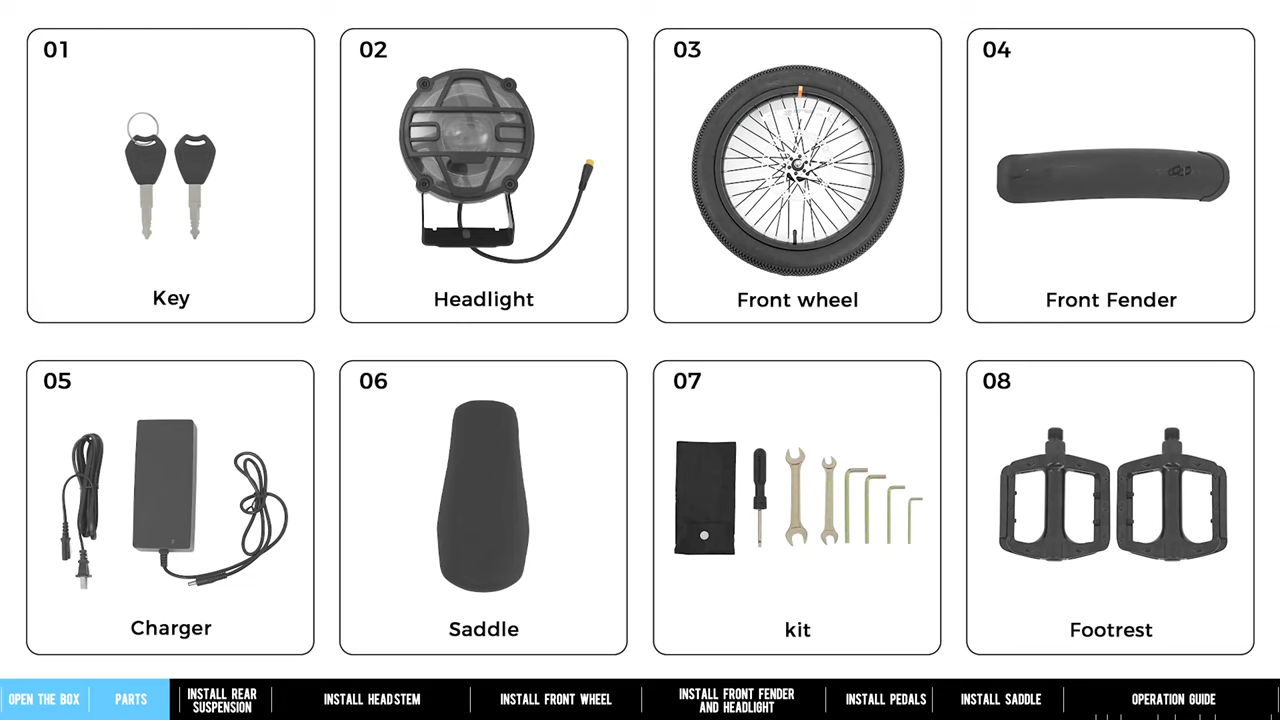 01
02
03
04
Key
Headlight
Front wheel
Front Fender
05
06
07
08
Charger
Saddle
kit
Footrest
OPEN THE BOX
PARTS
INSTALL REAR
SUSPENSION
INSTALL HEADSTEM
INSTALL FRONT WHEEL
INSTALL FRONT FENDER
AND HEADLIGHT
INSTALL PEDALS
INSTALL SADDLE
OPERATION GUIDE